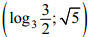 (log₃ 3/2; √5)